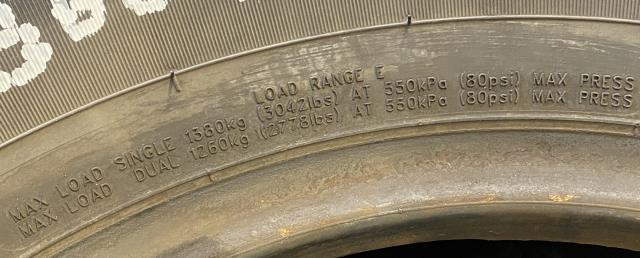 LOAD RANGE E
MAX LOAD SINGLE 1380kg (3042lbs) AT 550kPa (80psi) MAX PRESS
MAX LOAD DUAL 1260kg (2778lbs) AT 550kPa (80psi) MAX PRESS